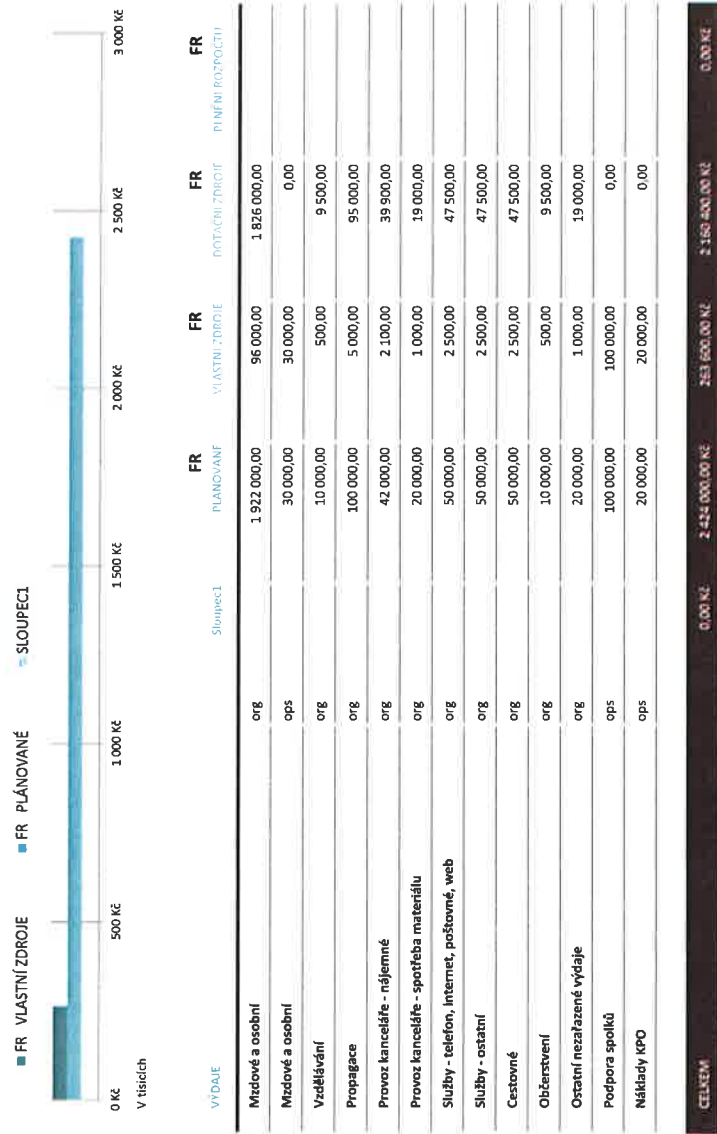 FR VLASTNÍ ZDROJE FR PLÁNOVANÉ SLOUPEC1
0 Kč 500 Kč 1 000 Kč 1 500 Kč 2 000 Kč 2 500 Kč 3 000 Kč
V tisících
FR FR FR FR
VÝDAJE Sloupec1 PLÁNOVANÉ VLASTNÍ ZDROJE DOTAČNÍ ZDROJE PLNĚNÍ ROZPOČTU
Mzdové a osobní org 1 922 000,00 96 000,00 1 826 000,00
Mzdové a osobní ops 30 000,00 30 000,00 0,00
Vzdělávání org 10 000,00 500,00 9 500,00
Propagace org 100 000,00 5 000,00 95 000,00
Provoz kanceláře - nájemné org 42 000,00 2 100,00 39 900,00
Provoz kanceláře - spotřeba materiálu org 20 000,00 1 000,00 19 000,00
Služby - telefon, internet, poštovné, web org 50 000,00 2 500,00 47 500,00
Služby - ostatní org 50 000,00 2 500,00 47 500,00
Cestovné org 50 000,00 2 500,00 47 500,00
Občerstvení org 10 000,00 500,00 9 500,00
Ostatní nezařazené výdaje org 20 000,00 1 000,00 19 000,00
Podpora spolků ops 100 000,00 100 000,00 0,00
Náklady KPO ops 20 000,00 20 000,00 0,00
CELKEM 0,00 Kč 2 424 000,00 Kč 263 600,00 Kč 2 160 400,00 Kč 0,00 Kč